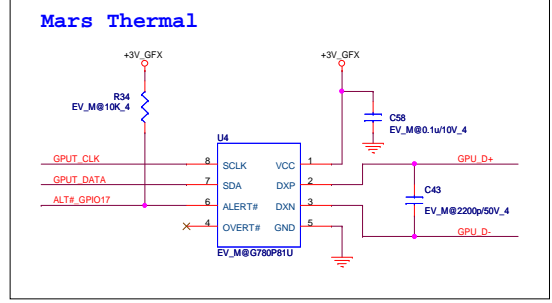 Mars Thermal
+3V_GFX
+3V_GFX
R34
EV_M@10K_4
C58
EV_M@0.1u/10V_4
U4
GPUT_CLK 8 SCLK VCC 1 GPU_D+
GPUT_DATA 7 SDA DXP 2
C43
ALT#_GPIO17 6 ALERT# DXN 3
EV_M@2200p/50V_4
4 OVERT# GND 5
GPU_D-
EV_M@G780P81U